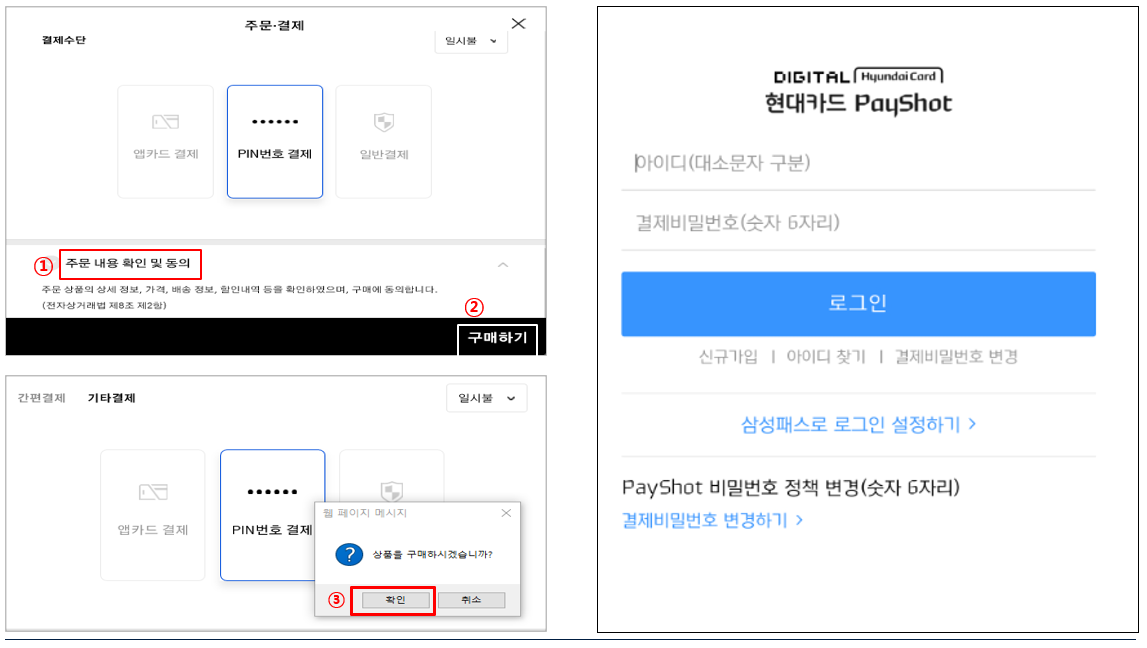 주문·결제
결제수단
일시불
앱카드 결제
PIN번호 결제
일반결제
① 주문 내용 확인 및 동의
주문 상품의 상세 정보, 가격, 배송 정보, 할인내역 등을 확인하였으며, 구매에 동의합니다.
(전자상거래법 제8조 제2항)
②
구매하기
간편결제 기타결제
일시불
앱카드 결제
PIN번호 결제
웹 페이지 메시지
? 상품을 구매하시겠습니까?
③ 확인 취소
DIGITAL Hyundai Card
현대카드 PayShot
아이디(대소문자 구분)
결제비밀번호(숫자 6자리)
로그인
신규가입 | 아이디 찾기 | 결제비밀번호 변경
삼성패스로 로그인 설정하기 >
PayShot 비밀번호 정책 변경(숫자 6자리)
결제비밀번호 변경하기 >